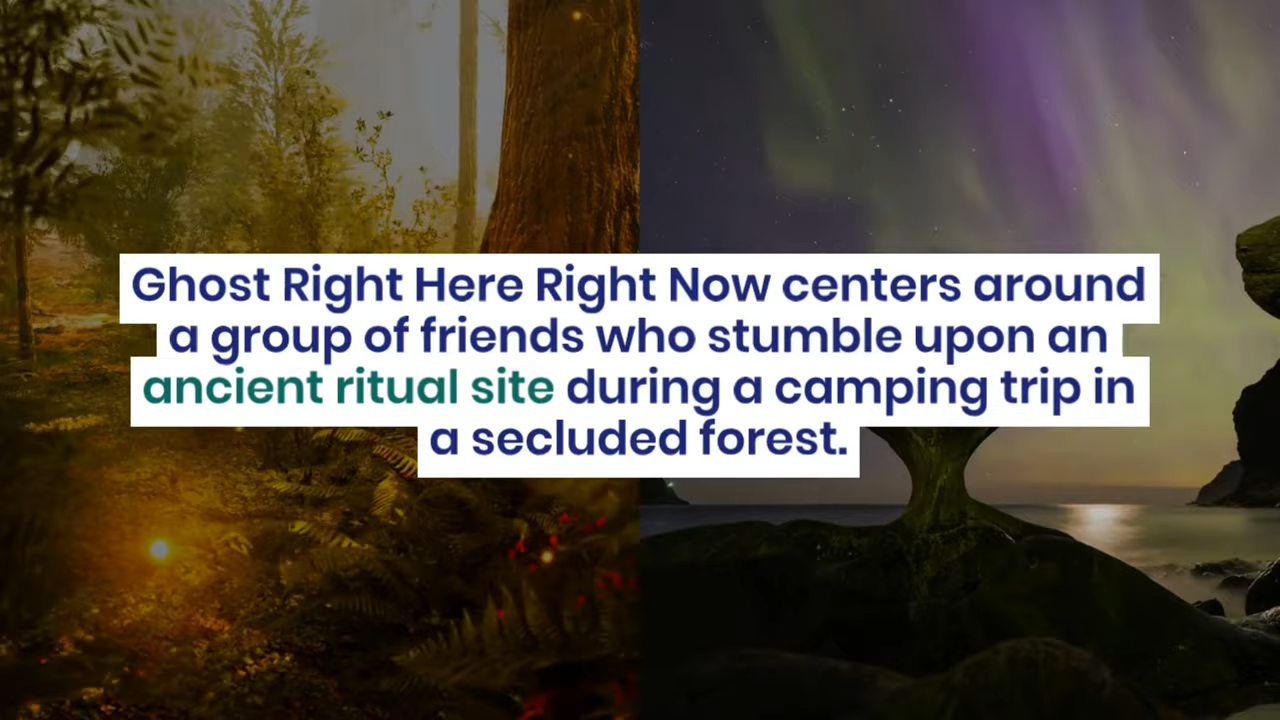 Ghost Right Here Right Now centers around
a group of friends who stumble upon an
ancient ritual site during a camping trip in
a secluded forest.